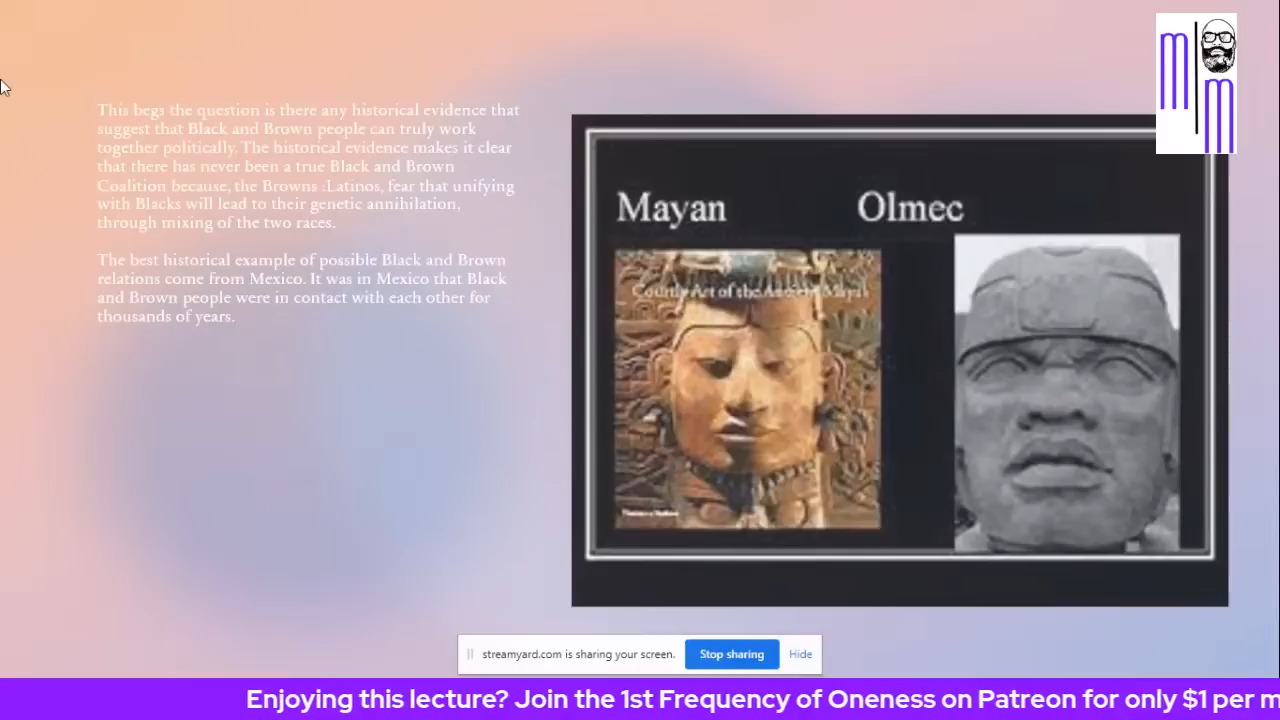 This begs the question is there any historical evidence that
suggest that Black and Brown people can truly work
together politically. The historical evidence makes it clear
that there has never been a true Black and Brown
Coalition because, the Browns :Latinos, fear that unifying
with Blacks will lead to their genetic annihilation,
through mixing of the two races.
The best historical example of possible Black and Brown
relations come from Mexico. It was in Mexico that Black
and Brown people were in contact with each other for
thousands of years.
m m
Mayan Olmec
Courtly Art of the Ancient Maya
streamyard.com is sharing your screen. Stop sharing Hide
Enjoying this lecture? Join the 1st Frequency of Oneness on Patreon for only $1 per m